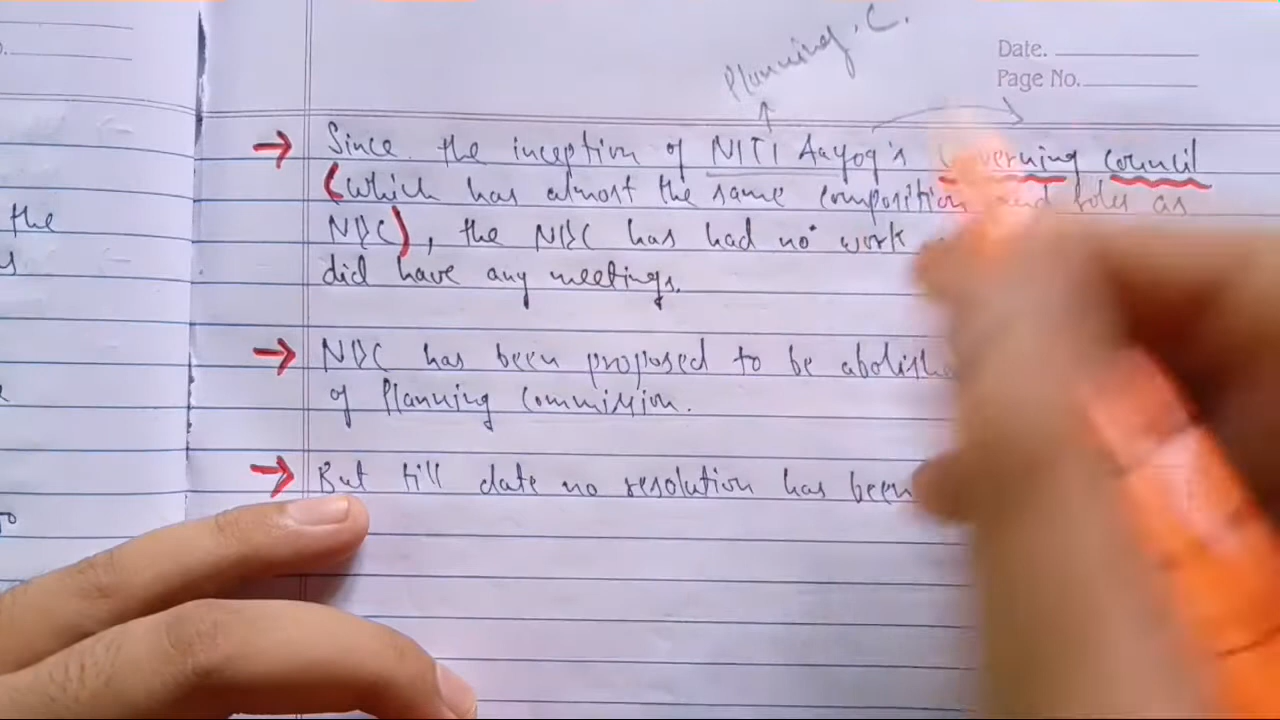 Planning. C.
Date.
Page No.
→ Since the inception of NITI Aayog's Governing Council
(which has almost the same composition and roles as
NDC), the NDC has had no work
did have any meetings.
the
→ NDC has been proposed to be
of Planning Commission.
→ But till date no resolution has been